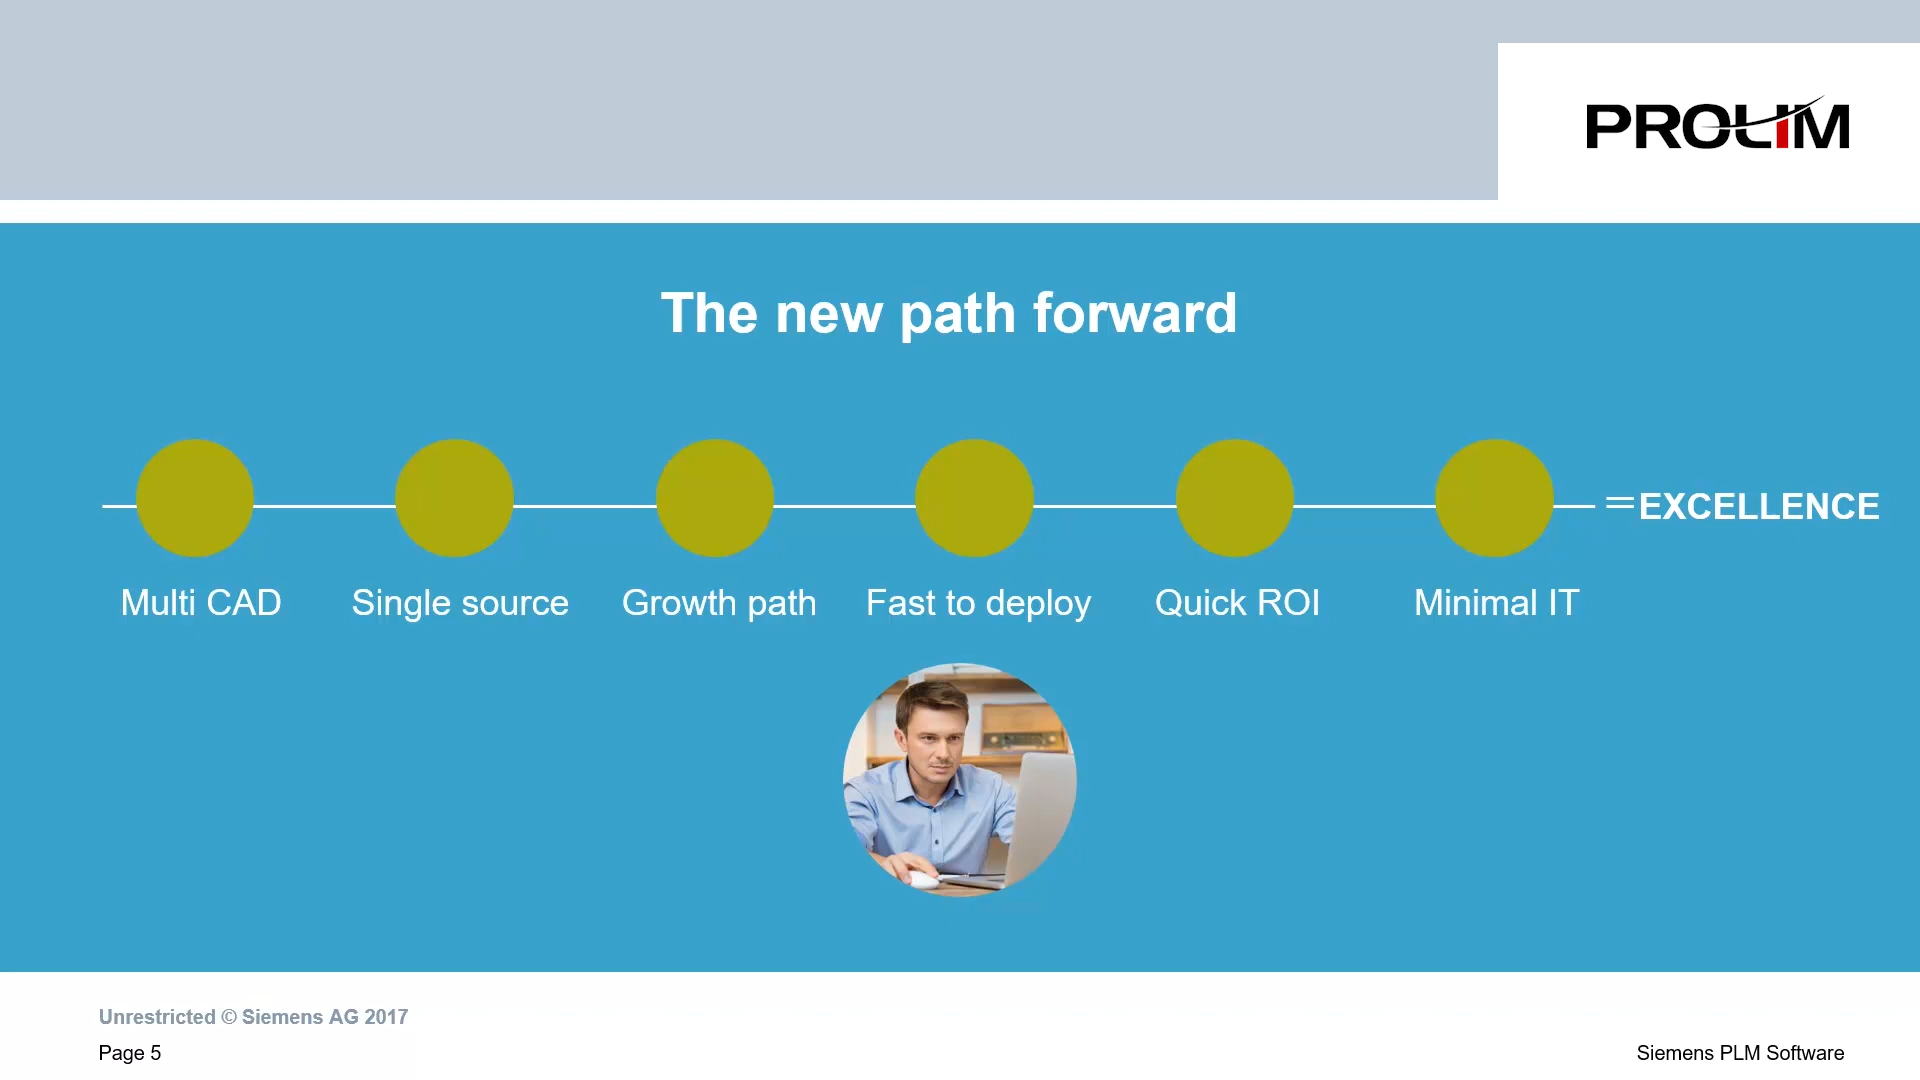 PROLIM
The new path forward
=EXCELLENCE
Multi CAD
Single source
Growth path
Fast to deploy
Quick ROI
Minimal IT
Unrestricted © Siemens AG 2017
Page 5
Siemens PLM Software